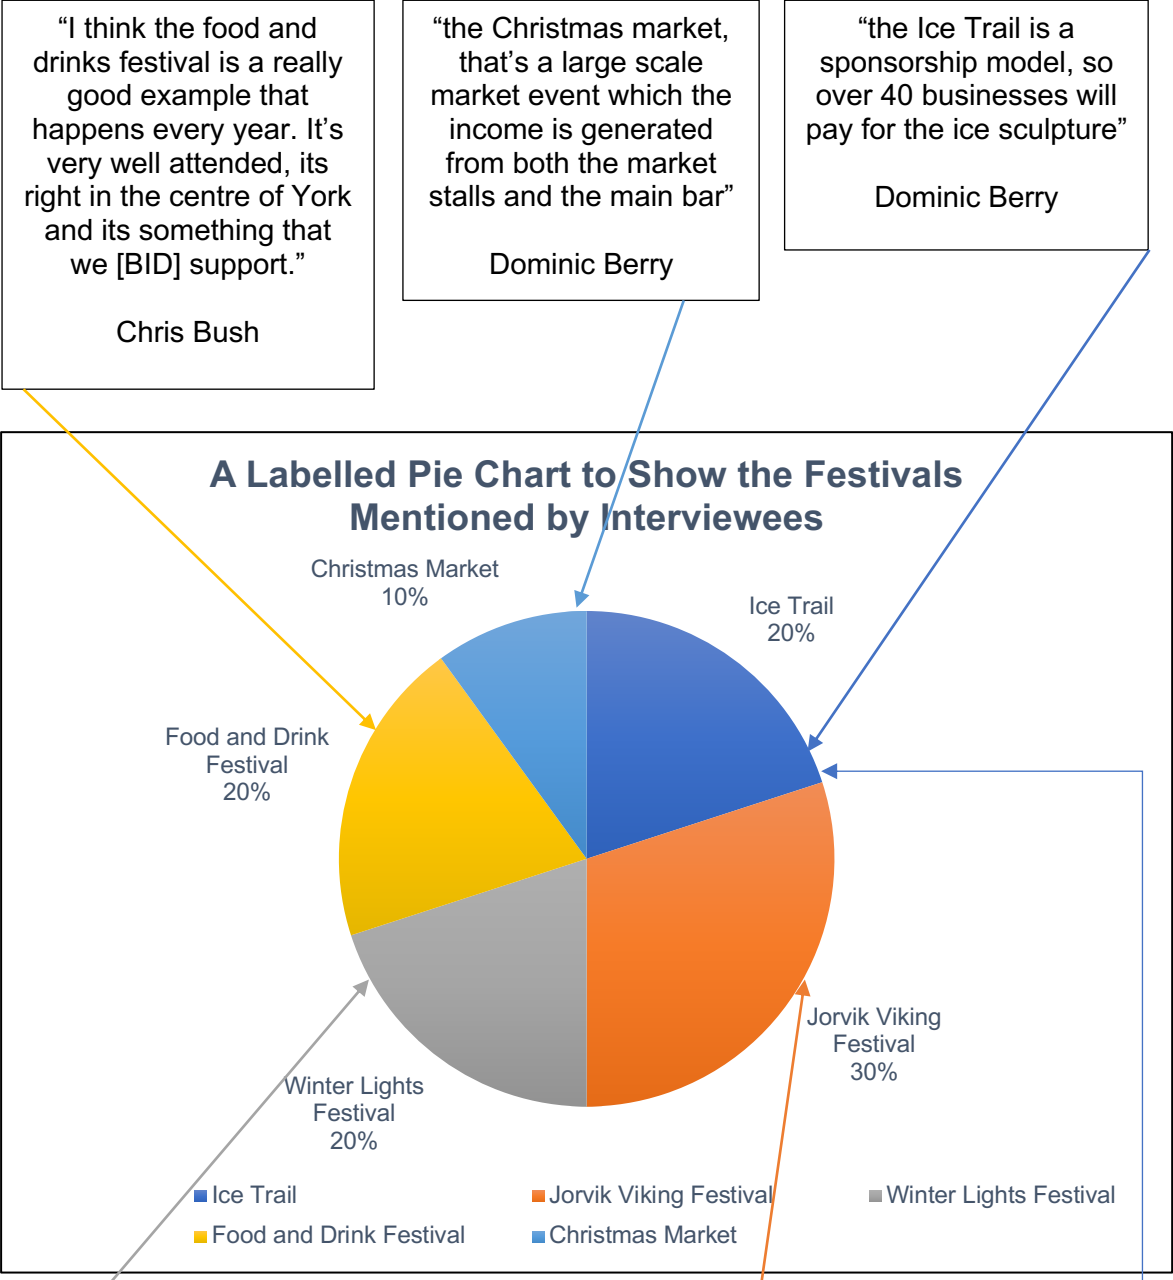 “I think the food and
drinks festival is a really
good example that
happens every year. It’s
very well attended, its
right in the centre of York
and its something that
we [BID] support.”
Chris Bush
“the Christmas market,
that’s a large scale
market event which the
income is generated
from both the market
stalls and the main bar”
Dominic Berry
“the Ice Trail is a
sponsorship model, so
over 40 businesses will
pay for the ice sculpture”
Dominic Berry
A Labelled Pie Chart to Show the Festivals
Mentioned by Interviewees
Christmas Market
10%
Ice Trail
20%
Food and Drink
Festival
20%
Jorvik Viking
Festival
30%
Winter Lights
Festival
20%
Ice Trail
Jorvik Viking Festival
Winter Lights Festival
Food and Drink Festival
Christmas Market